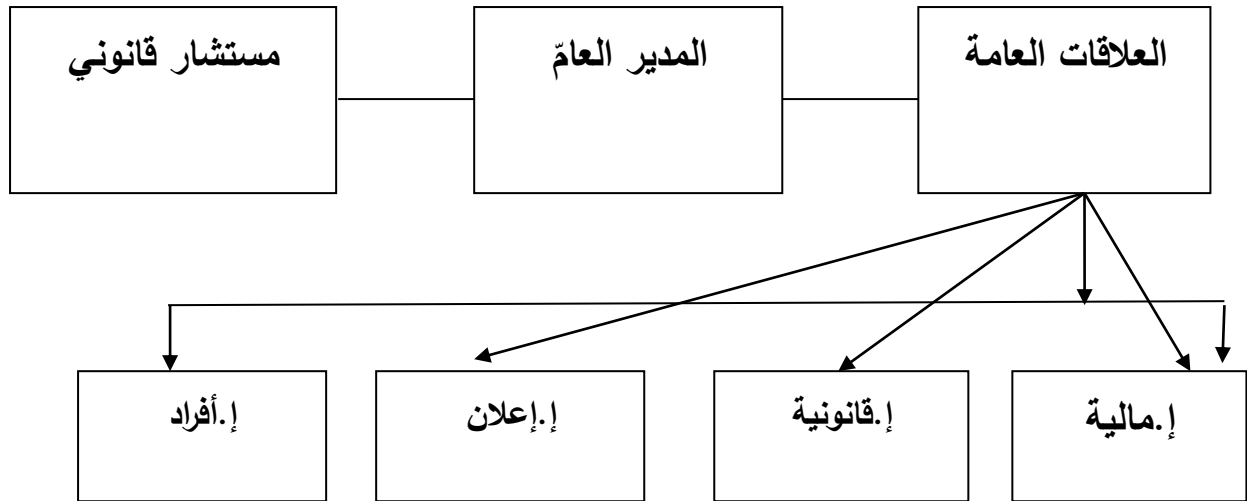 العلاقات العامة
المدير العامّ
مستشار قانوني
إ.مالية
إ.قانونية
إ.إعلان
إ.أفراد